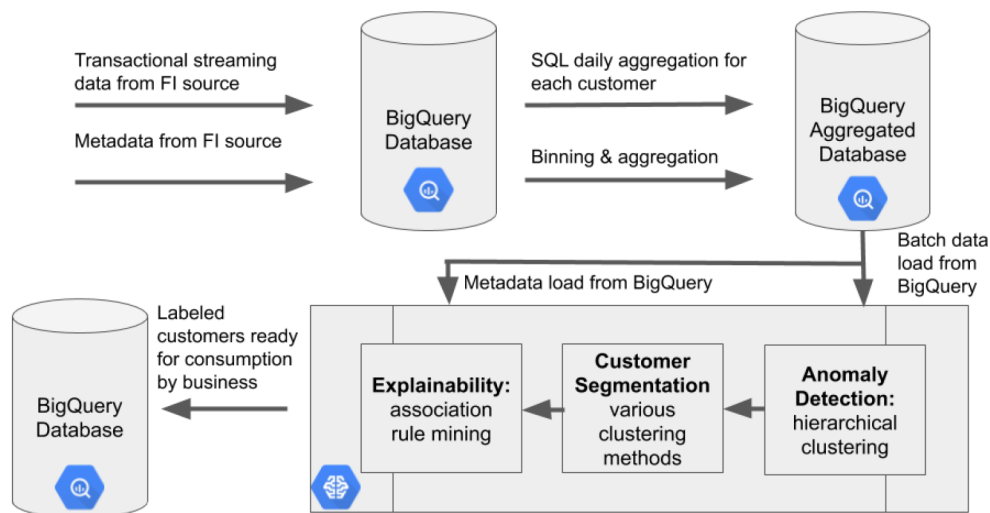 Transactional streaming
data from FI source
Metadata from FI source
BigQuery
Database
SQL daily aggregation for
each customer
Binning & aggregation
BigQuery
Aggregated
Database
Batch data
load from
BigQuery
Metadata load from BigQuery
Anomaly
Detection:
hierarchical
clustering
Customer
Segmentation
various
clustering
methods
Explainability:
association
rule mining
Labeled
customers ready
for consumption
by business
BigQuery
Database